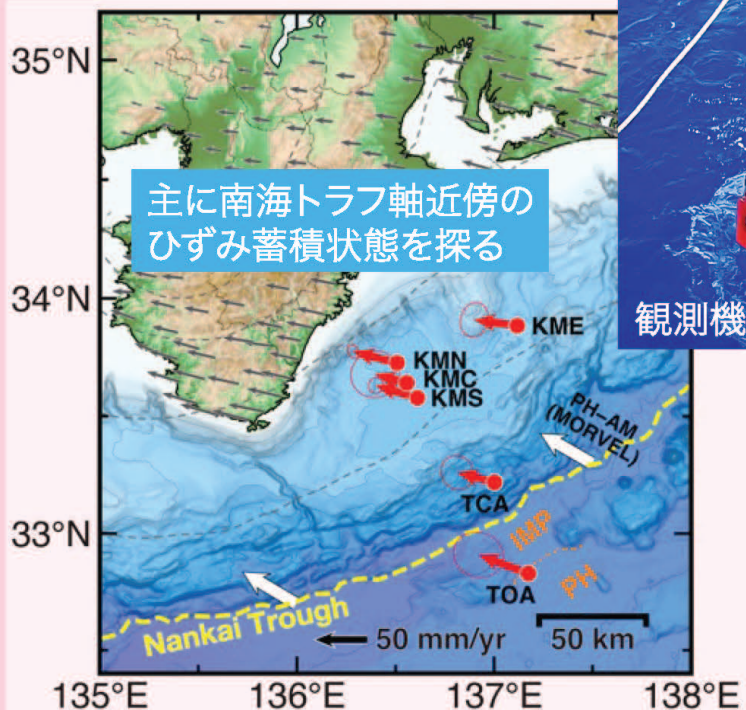 35°N
34°N
33°N
135°E
136°E
137°E
138°E
主に南海トラフ軸近傍の
ひずみ蓄積状態を探る
観測機
KME
KMN
KMC
KMS
PH–AM
(MORVEL)
TCA
IMP
PH
TOA
Nankai Trough
50 mm/yr
50 km